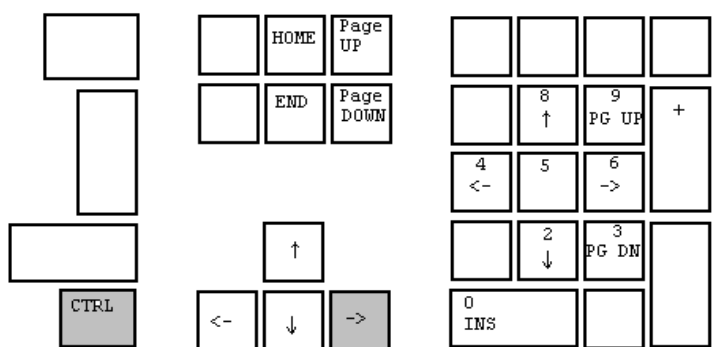 HOME
Page
UP
END
Page
DOWN
8
↑
9
PG UP
+
4
<-
5
6
->
↑
2
↓
3
PG DN
CTRL
<-
↓
->
0
INS